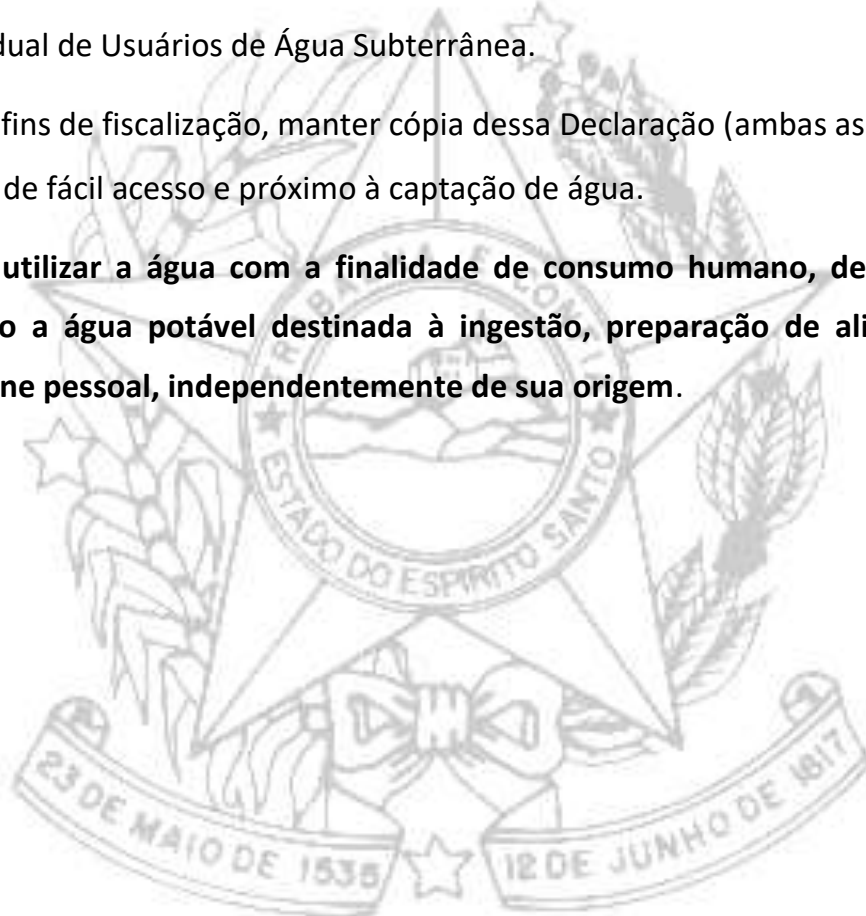 dual de Usuários de Água Subterrânea.
fins de fiscalização, manter cópia dessa Declaração (ambas as
de fácil acesso e próximo à captação de água.
utilizar a água com a finalidade de consumo humano, de
o a água potável destinada à ingestão, preparação de ali
ne pessoal, independentemente de sua origem.
TRABALHA E CONFIA
ESTADO DO ESPIRITO SANTO
23 DE MAIO DE 1535
12 DE JUNHO DE 1817